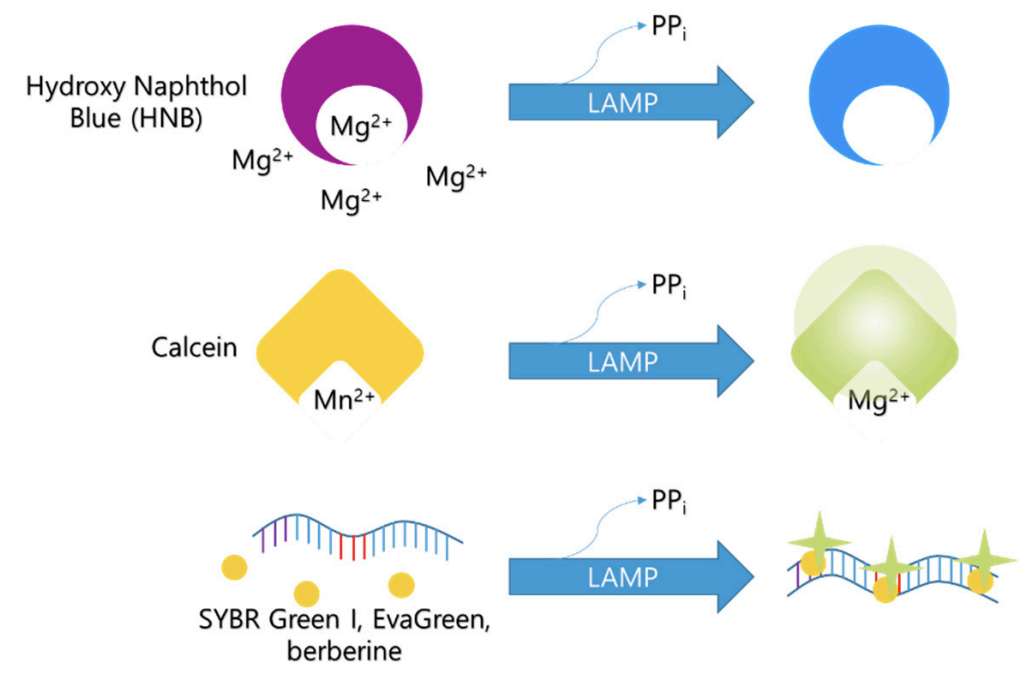 PPᵢ
Hydroxy Naphthol
Blue (HNB)
Mg²⁺
LAMP
Mg²⁺
Mg²⁺
Mg²⁺
PPᵢ
Calcein
LAMP
Mn²⁺
Mg²⁺
PPᵢ
LAMP
SYBR Green I, EvaGreen,
berberine